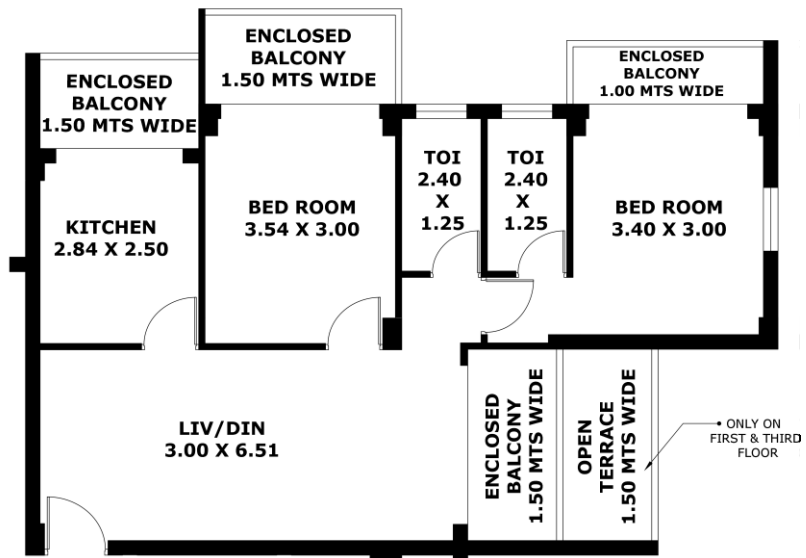 ENCLOSED
BALCONY
1.50 MTS WIDE
ENCLOSED
BALCONY
1.50 MTS WIDE
ENCLOSED
BALCONY
1.00 MTS WIDE
KITCHEN
2.84 X 2.50
BED ROOM
3.54 X 3.00
TOI
2.40
X
1.25
TOI
2.40
X
1.25
BED ROOM
3.40 X 3.00
LIV/DIN
3.00 X 6.51
ENCLOSED
BALCONY
1.50 MTS WIDE
OPEN
TERRACE
1.50 MTS WIDE
ONLY ON
FIRST & THIRD
FLOOR